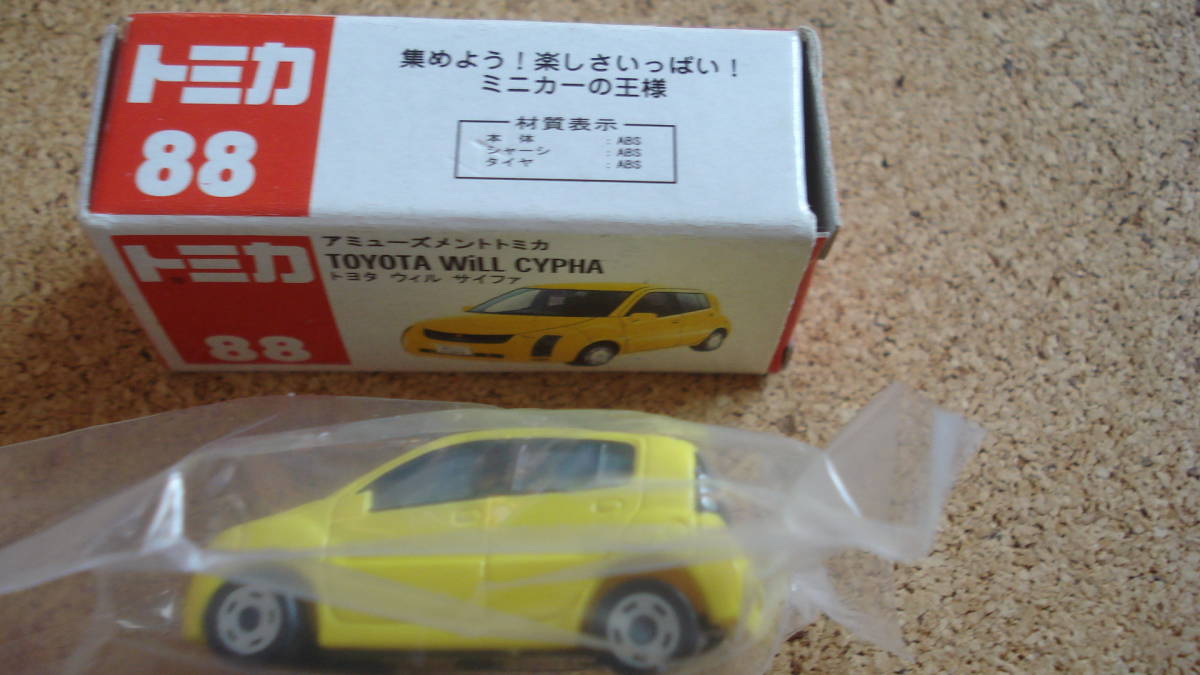 トミカ
88
集めよう！楽しさいっぱい！
ミニカーの王様
材質表示
本 体 : ABS
シャーシ : ABS
タイヤ : ABS
トミカ
88
アミューズメントトミカ
TOYOTA WiLL CYPHA
トヨタ ウィル サイファ